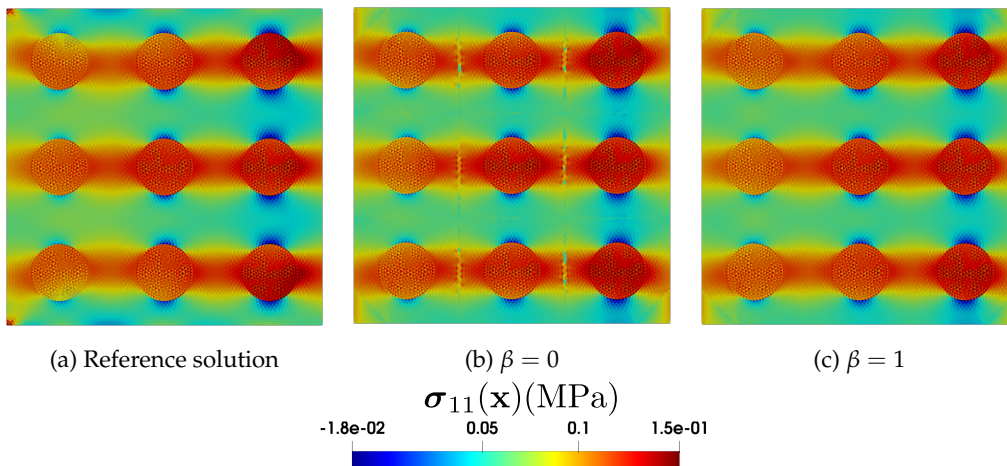 (a) Reference solution
(b) β = 0
(c) β = 1
σ₁₁(x)(MPa)
-1.8e-02 0.05 0.1 1.5e-01